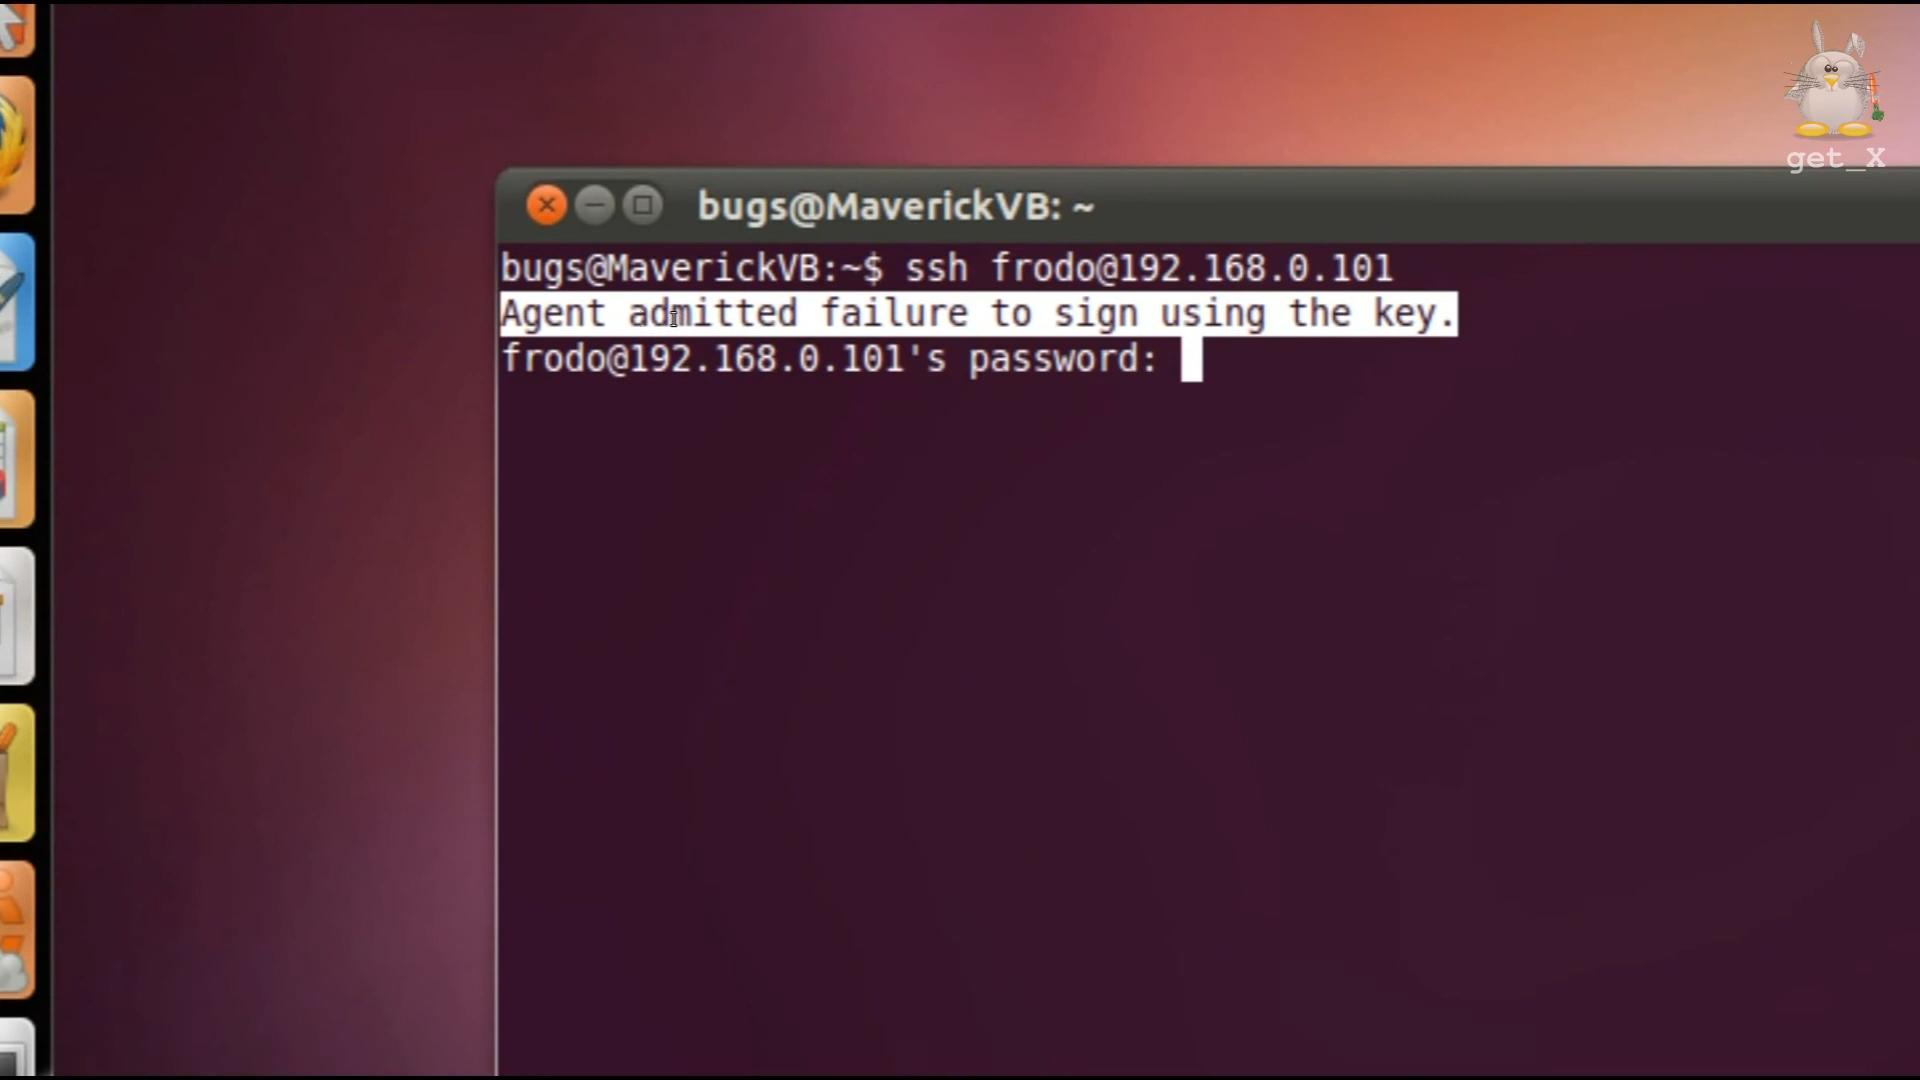 get_X
bugs@MaverickVB: ~
bugs@MaverickVB:~$ ssh frodo@192.168.0.101
Agent admitted failure to sign using the key.
frodo@192.168.0.101's password: